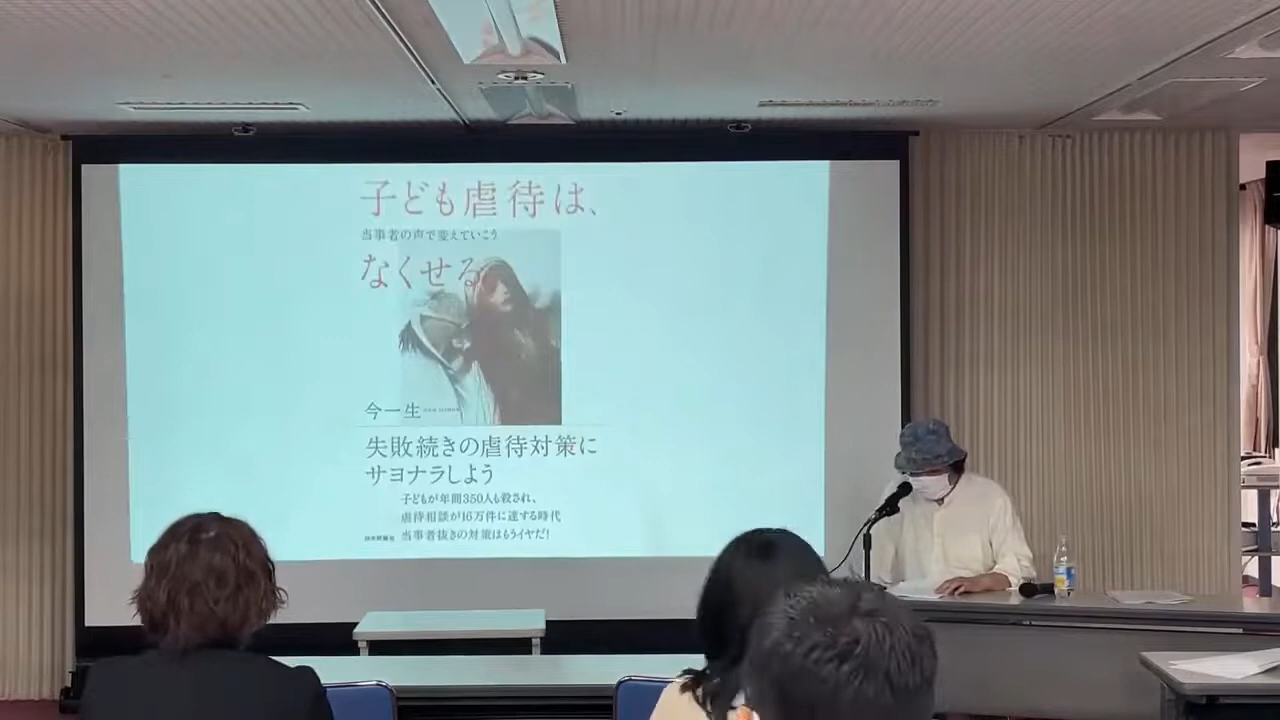 子ども虐待は、
当事者の声で変えていこう
なくせる
今一生
失敗続きの虐待対策に
サヨナラしよう
子どもが年間350人も殺され、
虐待相談が16万件に達する時代
当事者抜きの対策はもうイヤだ!